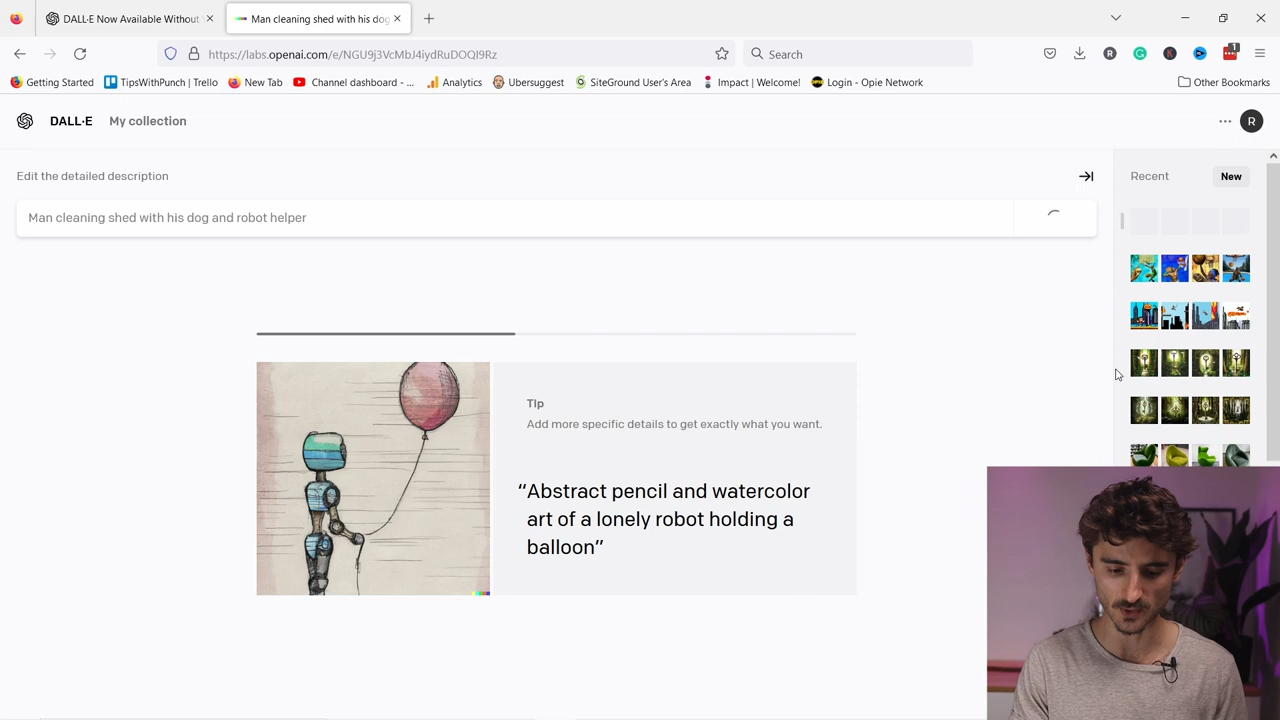 DALL·E Now Available Without
Man cleaning shed with his dog
https://labs.openai.com/e/NGU9j3VcMbJ4iydRuDOOl9Rz
Search
1
Getting Started
TipsWithPunch | Trello
New Tab
Channel dashboard - ...
Analytics
Ubersuggest
SiteGround User's Area
Impact | Welcome!
Login - Opie Network
Other Bookmarks
DALL·E
My collection
R
Edit the detailed description
Recent
New
Man cleaning shed with his dog and robot helper
Tip
Add more specific details to get exactly what you want.
“Abstract pencil and watercolor
art of a lonely robot holding a
balloon”